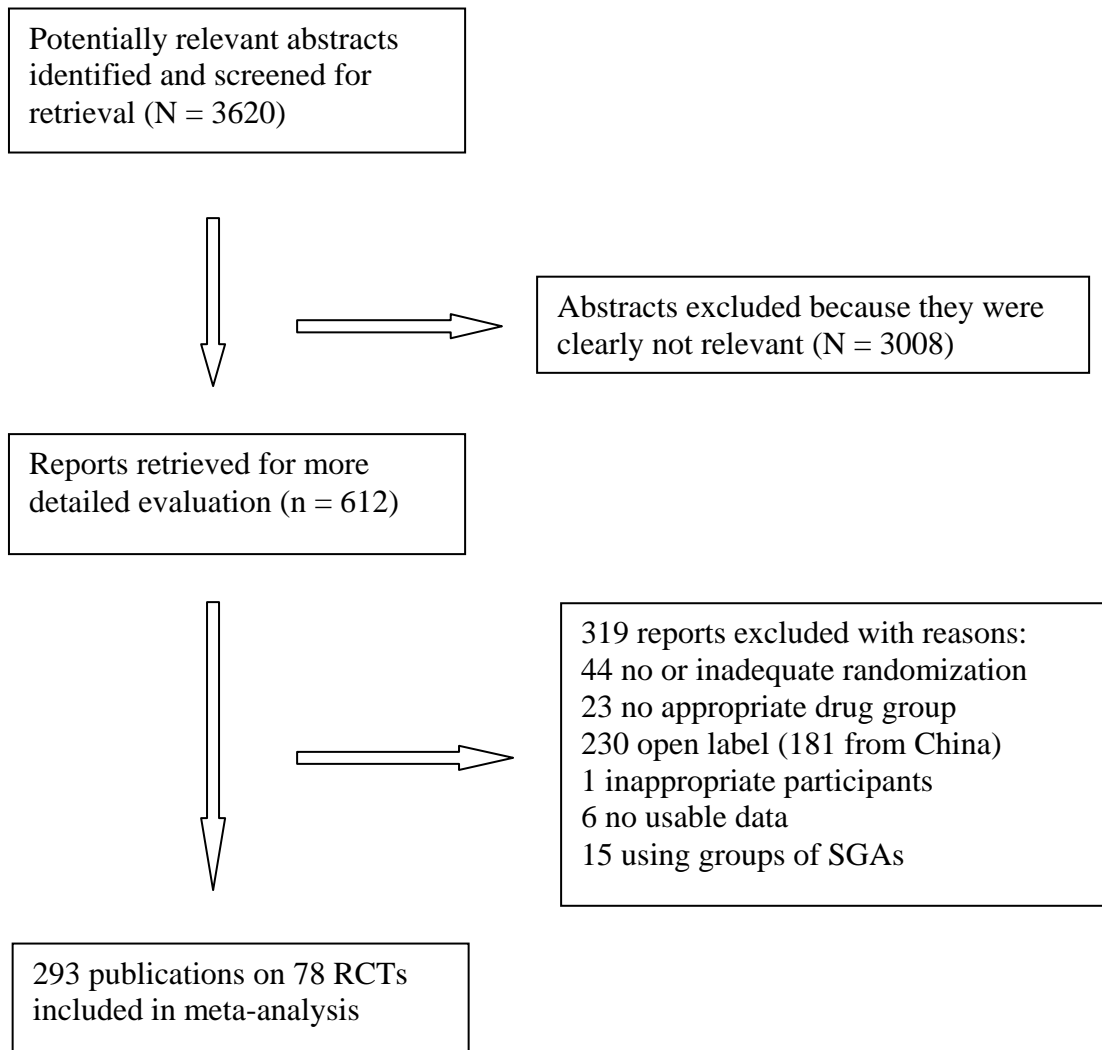 Potentially relevant abstracts
identified and screened for
retrieval (N = 3620)
Abstracts excluded because they were
clearly not relevant (N = 3008)
Reports retrieved for more
detailed evaluation (n = 612)
319 reports excluded with reasons:
44 no or inadequate randomization
23 no appropriate drug group
230 open label (181 from China)
1 inappropriate participants
6 no usable data
15 using groups of SGAs
293 publications on 78 RCTs
included in meta-analysis